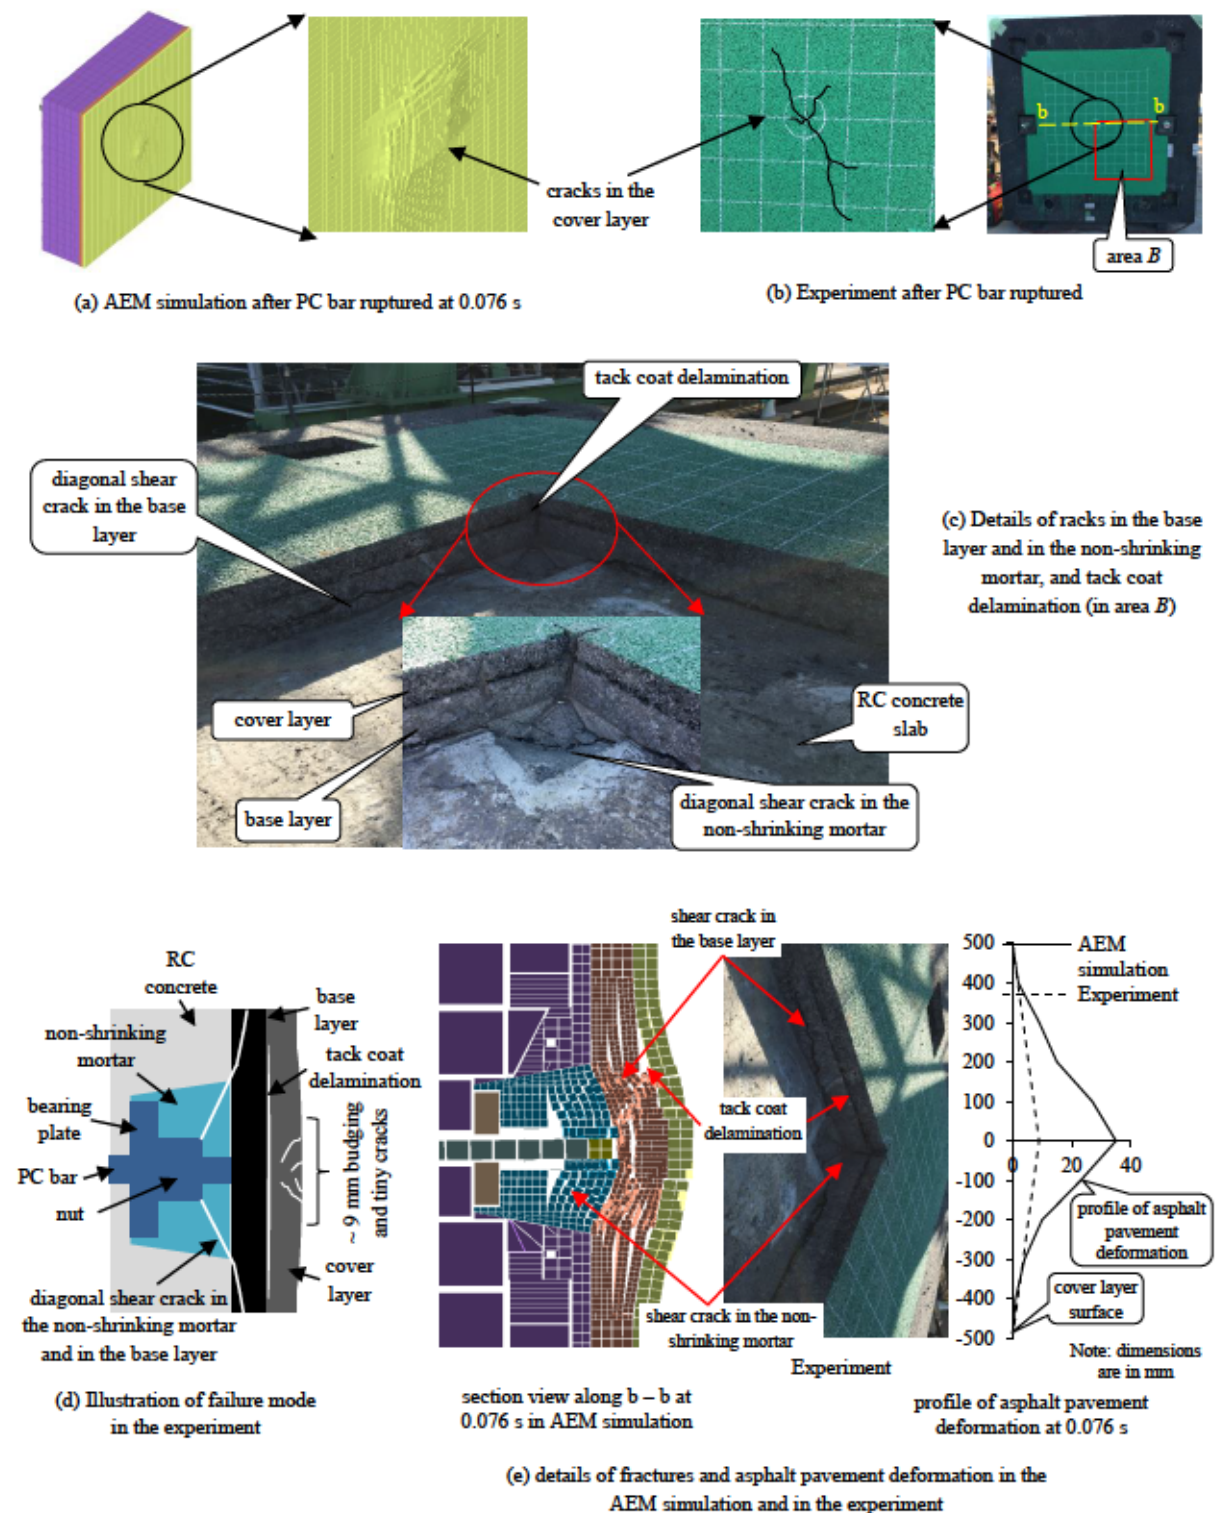 b
b
cracks in the
cover layer
area B
(a) AEM simulation after PC bar ruptured at 0.076 s
(b) Experiment after PC bar ruptured
tack coat delamination
diagonal shear
crack in the base
layer
(c) Details of racks in the base
layer and in the non-shrinking
mortar, and tack coat
delamination (in area B)
cover layer
RC concrete
slab
base layer
diagonal shear crack in the
non-shrinking mortar
RC
concrete
base
layer
non-shrinking
mortar
tack coat
delamination
bearing
plate
PC bar
nut
~ 9 mm budging
and tiny cracks
cover
layer
diagonal shear crack in
the non-shrinking mortar
and in the base layer
(d) Illustration of failure mode
in the experiment
shear crack in
the base layer
tack coat
delamination
shear crack in the non-
shrinking mortar
Experiment
section view along b – b at
0.076 s in AEM simulation
500
400
300
200
100
0
-100
-200
-300
-400
-500
AEM
simulation
Experiment
0
20
40
profile of asphalt
pavement
deformation
cover layer
surface
Note: dimensions
are in mm
profile of asphalt pavement
deformation at 0.076 s
(e) details of fractures and asphalt pavement deformation in the
AEM simulation and in the experiment